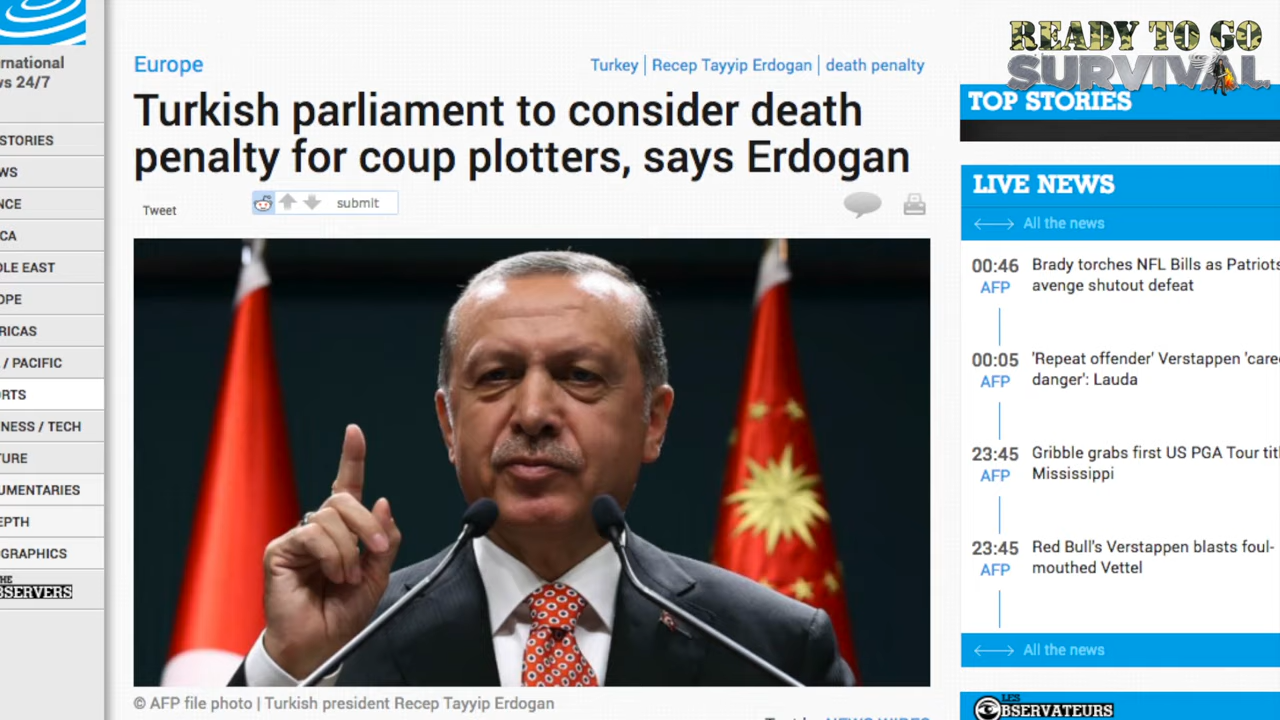 rnational
ws 24/7
STORIES
WS
NCE
CA
DLE EAST
OPE
RICAS
/ PACIFIC
RTS
NESS / TECH
TURE
UMENTARIES
EPTH
GRAPHICS
THE
BSERVERS
Europe
Turkey | Recep Tayyip Erdogan | death penalty
Turkish parliament to consider death
penalty for coup plotters, says Erdogan
Tweet
submit
© AFP file photo | Turkish president Recep Tayyip Erdogan
READY TO GO
SURVIVAL
TOP STORIES
LIVE NEWS
All the news
00:46
AFP
Brady torches NFL Bills as Patriots
avenge shutout defeat
00:05
AFP
'Repeat offender' Verstappen 'caree
danger': Lauda
23:45
AFP
Gribble grabs first US PGA Tour titl
Mississippi
23:45
AFP
Red Bull's Verstappen blasts foul-
mouthed Vettel
All the news
LES
BSERVATEURS